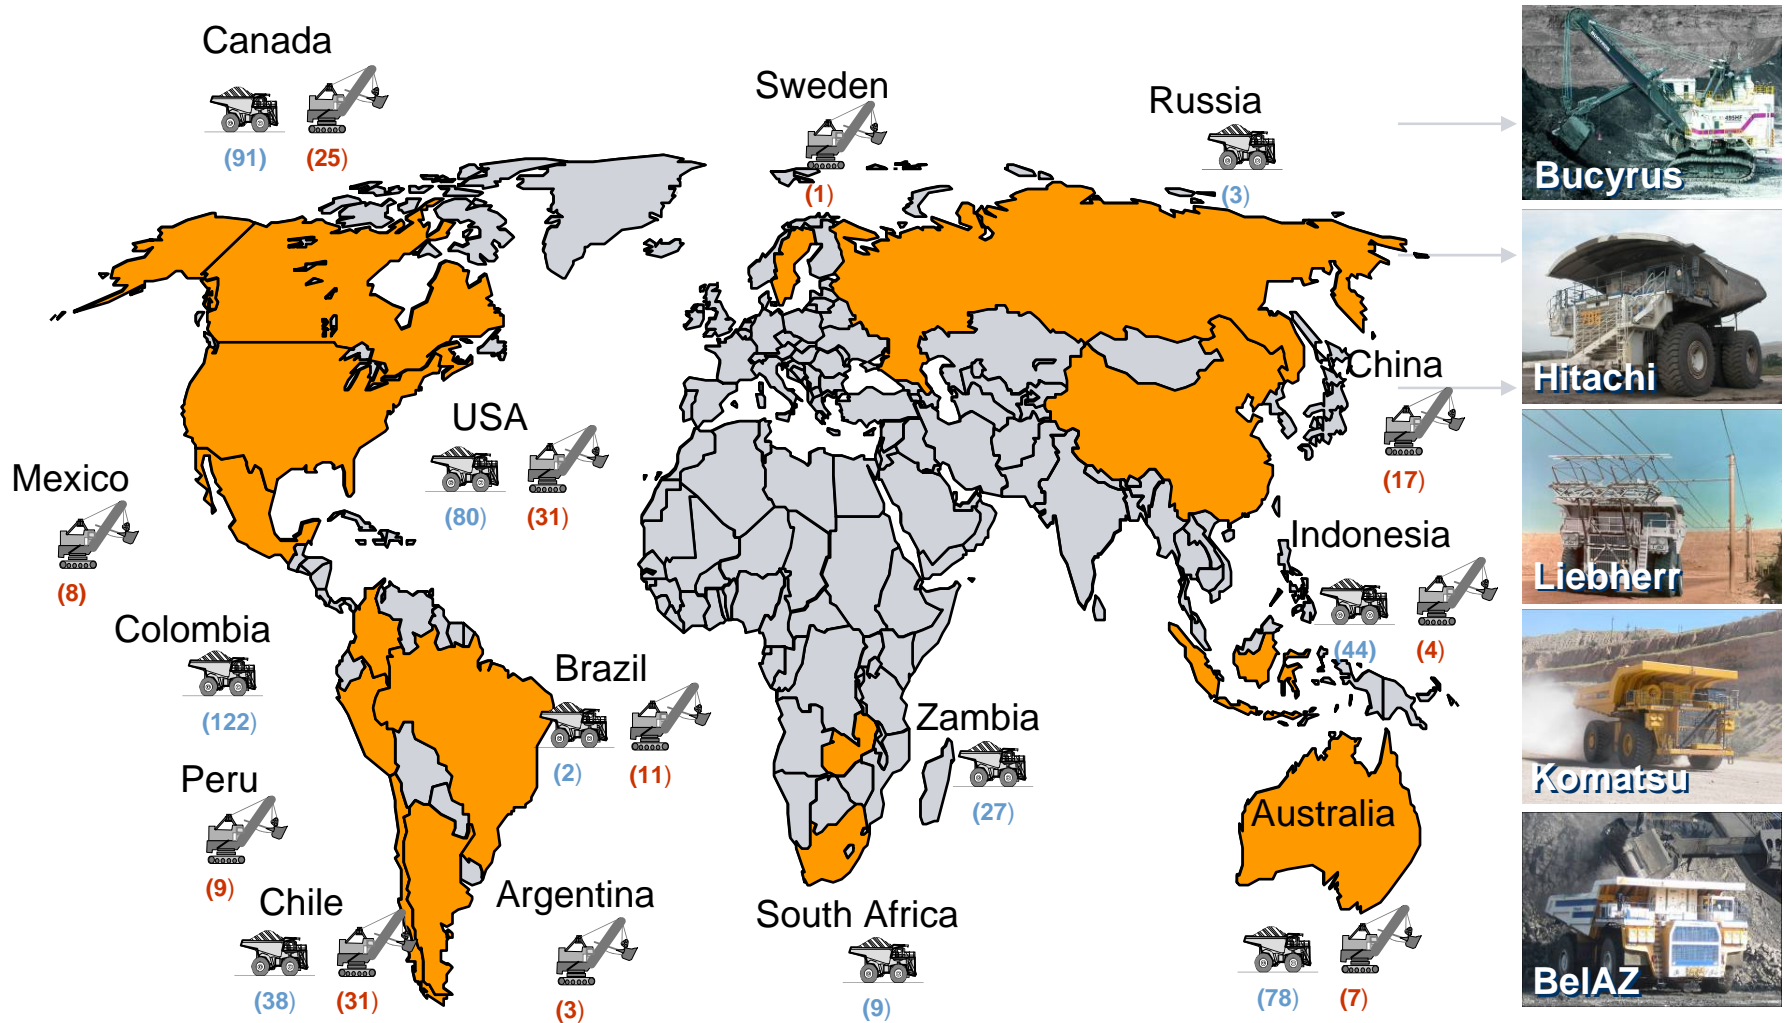 Canada
(91) (25)
Sweden
(1)
Russia
(3)
Bucyrus
Hitachi
China
(17)
USA
(80) (31)
Mexico
(8)
Indonesia
(44) (4)
Liebherr
Colombia
(122)
Brazil
(2) (11)
Zambia
(27)
Komatsu
Peru
(9)
Australia
(78) (7)
Chile
(38) (31)
Argentina
(3)
South Africa
(9)
BelAZ